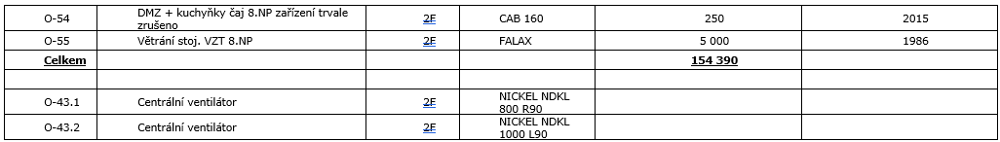 O-54 DMZ + kuchyňky čaj 8.NP zařízení trvale zrušeno 2F CAB 160 250 2015
O-55 Větrání stoj. VZT 8.NP 2F FALAX 5 000 1986
Celkem 154 390
O-43.1 Centrální ventilátor 2F NICKEL NDKL 800 R90
O-43.2 Centrální ventilátor 2F NICKEL NDKL 1000 L90